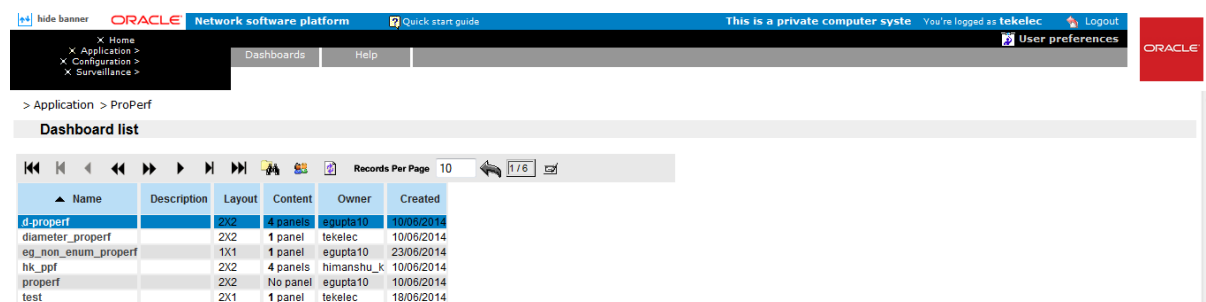 hide banner ORACLE Network software platform Quick start guide This is a private computer syste You're logged as tekelec Logout
Home User preferences
Application > Dashboards Help ORACLE
Configuration >
Surveillance >
> Application > ProPerf
Dashboard list
Records Per Page 10 1 / 6
Name Description Layout Content Owner Created
d-properf 2X2 4 panels egupta10 10/06/2014
diameter_properf 2X2 1 panel tekelec 10/06/2014
eg_non_enum_properf 1X1 1 panel egupta10 23/06/2014
hk_ppf 2X2 4 panels himanshu_k 10/06/2014
properf 2X2 No panel egupta10 10/06/2014
test 2X1 1 panel tekelec 18/06/2014